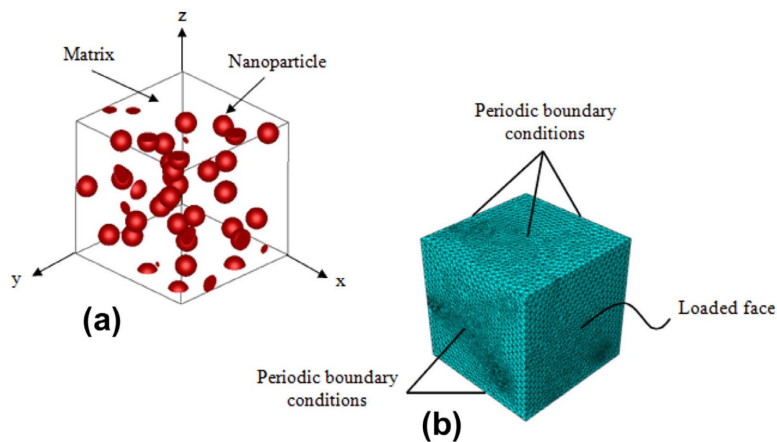 z
Matrix
Nanoparticle
y
x
(a)
Periodic boundary
conditions
Loaded face
Periodic boundary
conditions
(b)